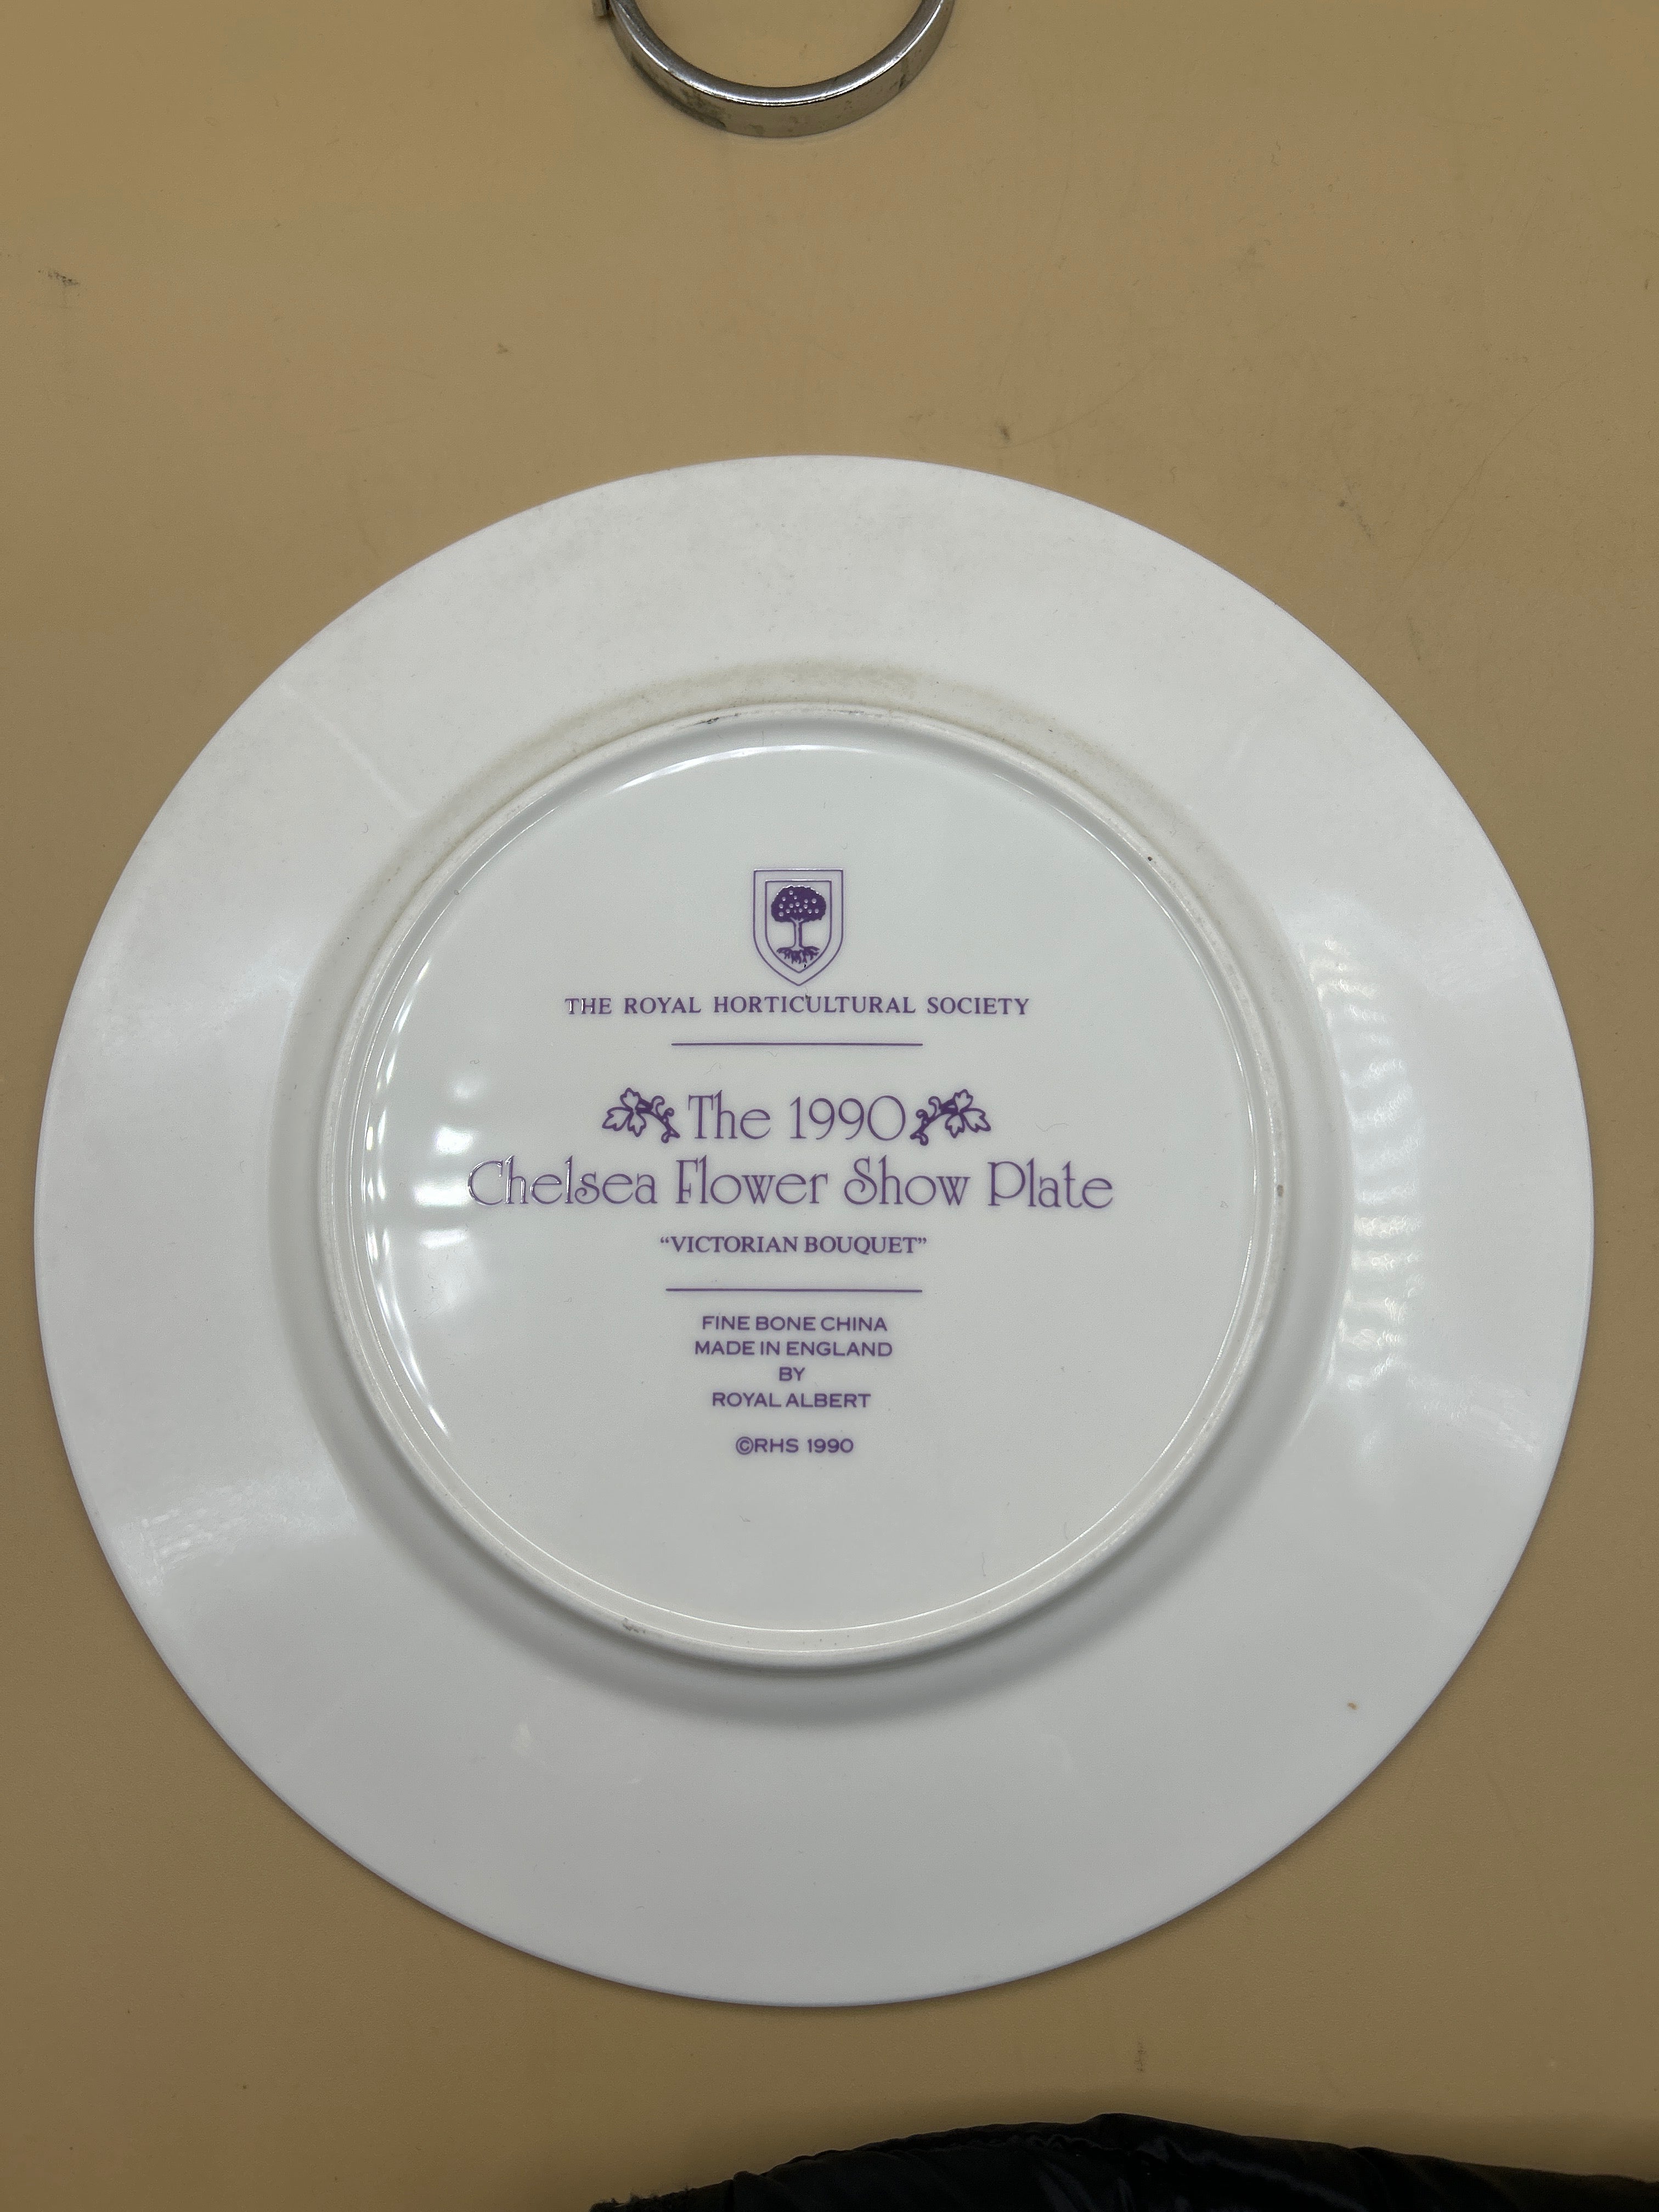 THE ROYAL HORTICULTURAL SOCIETY
The 1990
Chelsea Flower Show Plate
“VICTORIAN BOUQUET”
FINE BONE CHINA
MADE IN ENGLAND
BY
ROYAL ALBERT
©RHS 1990